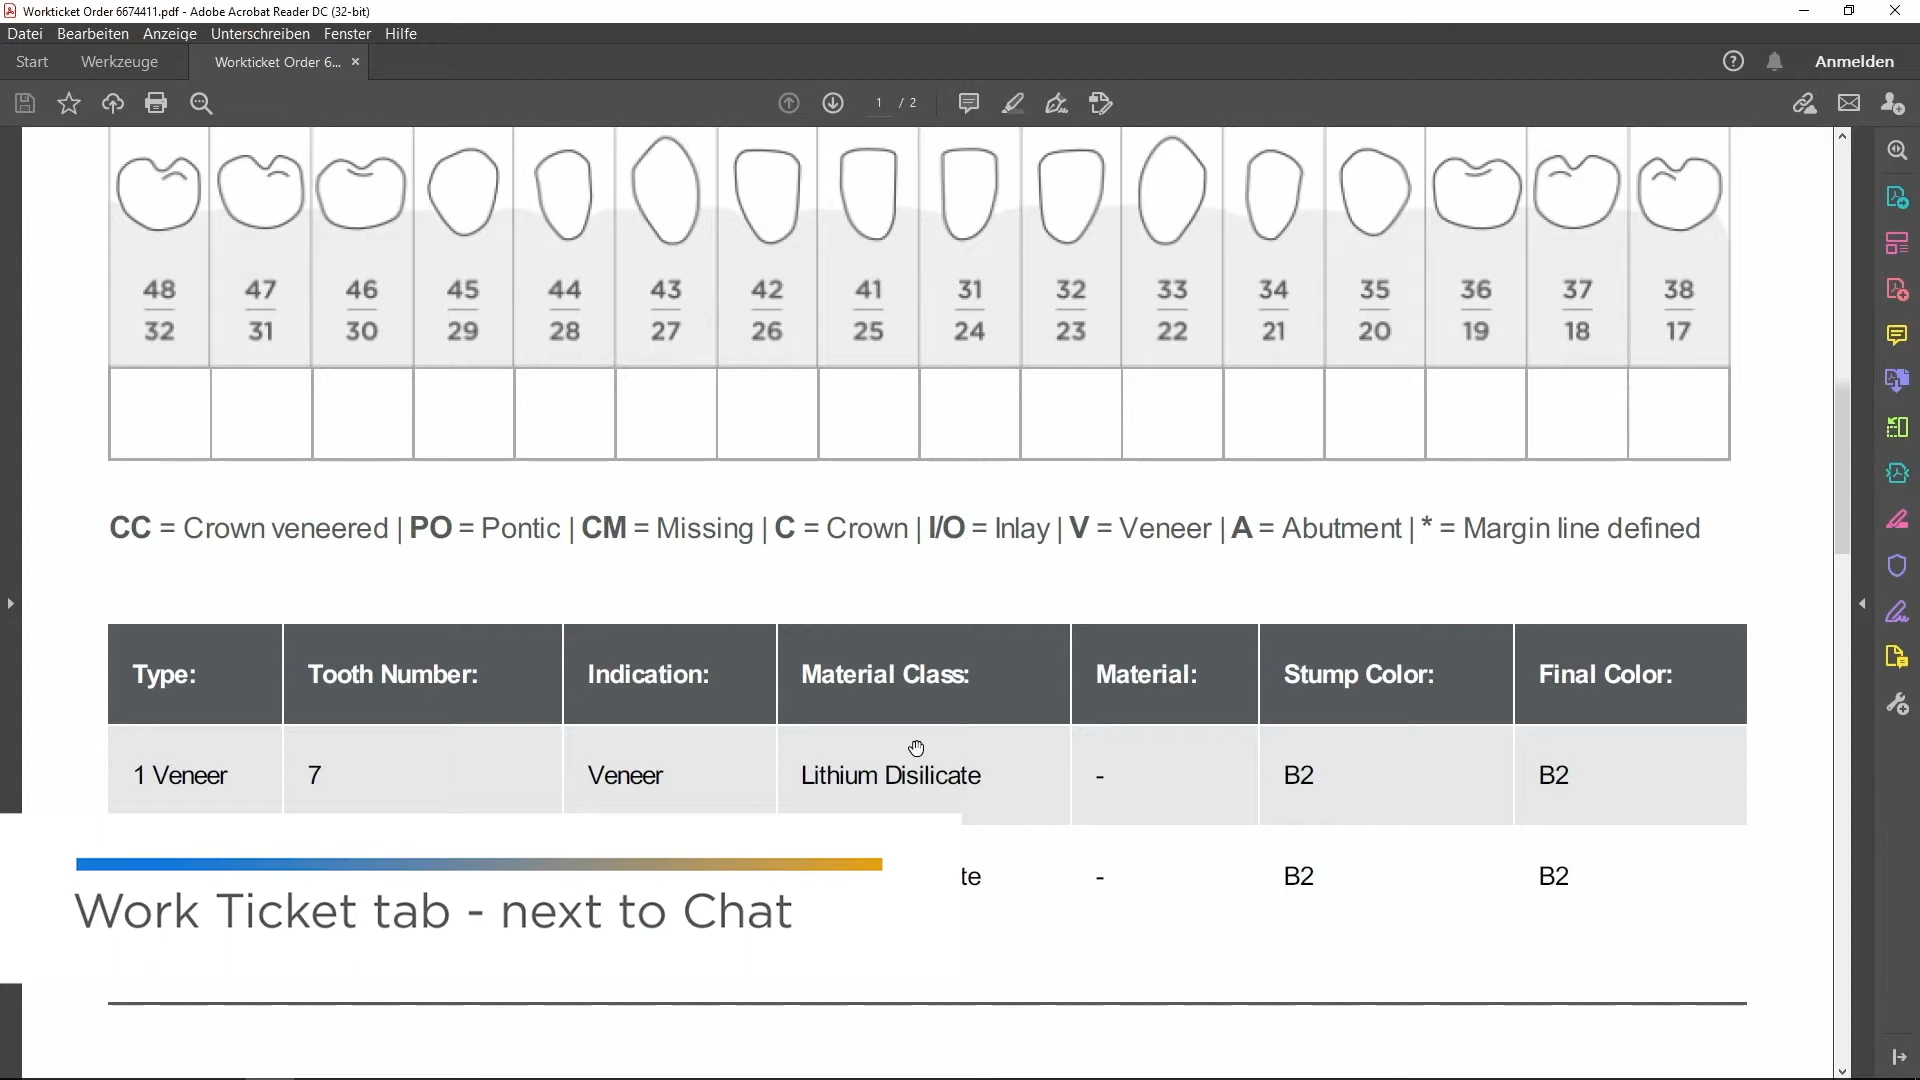 Workticket Order 6674411.pdf - Adobe Acrobat Reader DC (32-bit)
Datei Bearbeiten Anzeige Unterschreiben Fenster Hilfe
Start Werkzeuge Workticket Order 6... × Anmelden
1 / 2
48 47 46 45 44 43 42 41 31 32 33 34 35 36 37 38
32 31 30 29 28 27 26 25 24 23 22 21 20 19 18 17
CC = Crown veneered | PO = Pontic | CM = Missing | C = Crown | I/O = Inlay | V = Veneer | A = Abutment | * = Margin line defined
Type: Tooth Number: Indication: Material Class: Material: Stump Color: Final Color:
1 Veneer 7 Veneer Lithium Disilicate - B2 B2
te - B2 B2
Work Ticket tab - next to Chat